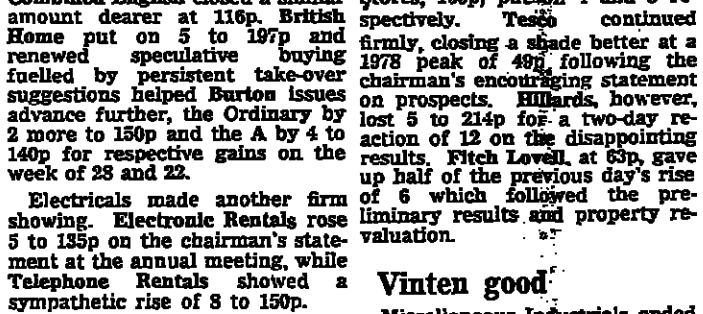 amount dearer at 116p. British
Home put on 5 to 197p and
renewed speculative buying
fuelled by persistent take-over
suggestions helped Burton issues
advance further, the Ordinary by
2 more to 150p and the A by 4 to
140p for respective gains on the
week of 28 and 22.
Electricals made another firm
showing. Electronic Rentals rose
5 to 135p on the chairman's state-
ment at the annual meeting, while
Telephone Rentals showed a
sympathetic rise of 8 to 150p.
spectively. Tesco continued
firmly, closing a shade better at a
1978 peak of 49p, following the
chairman's encouraging statement
on prospects. Hillards, however,
lost 5 to 214p for a two-day re-
action of 12 on the disappointing
results. Fitch Lovell, at 63p, gave
up half of the previous day's rise
of 6 which followed the pre-
liminary results and property re-
valuation.
Vinten good